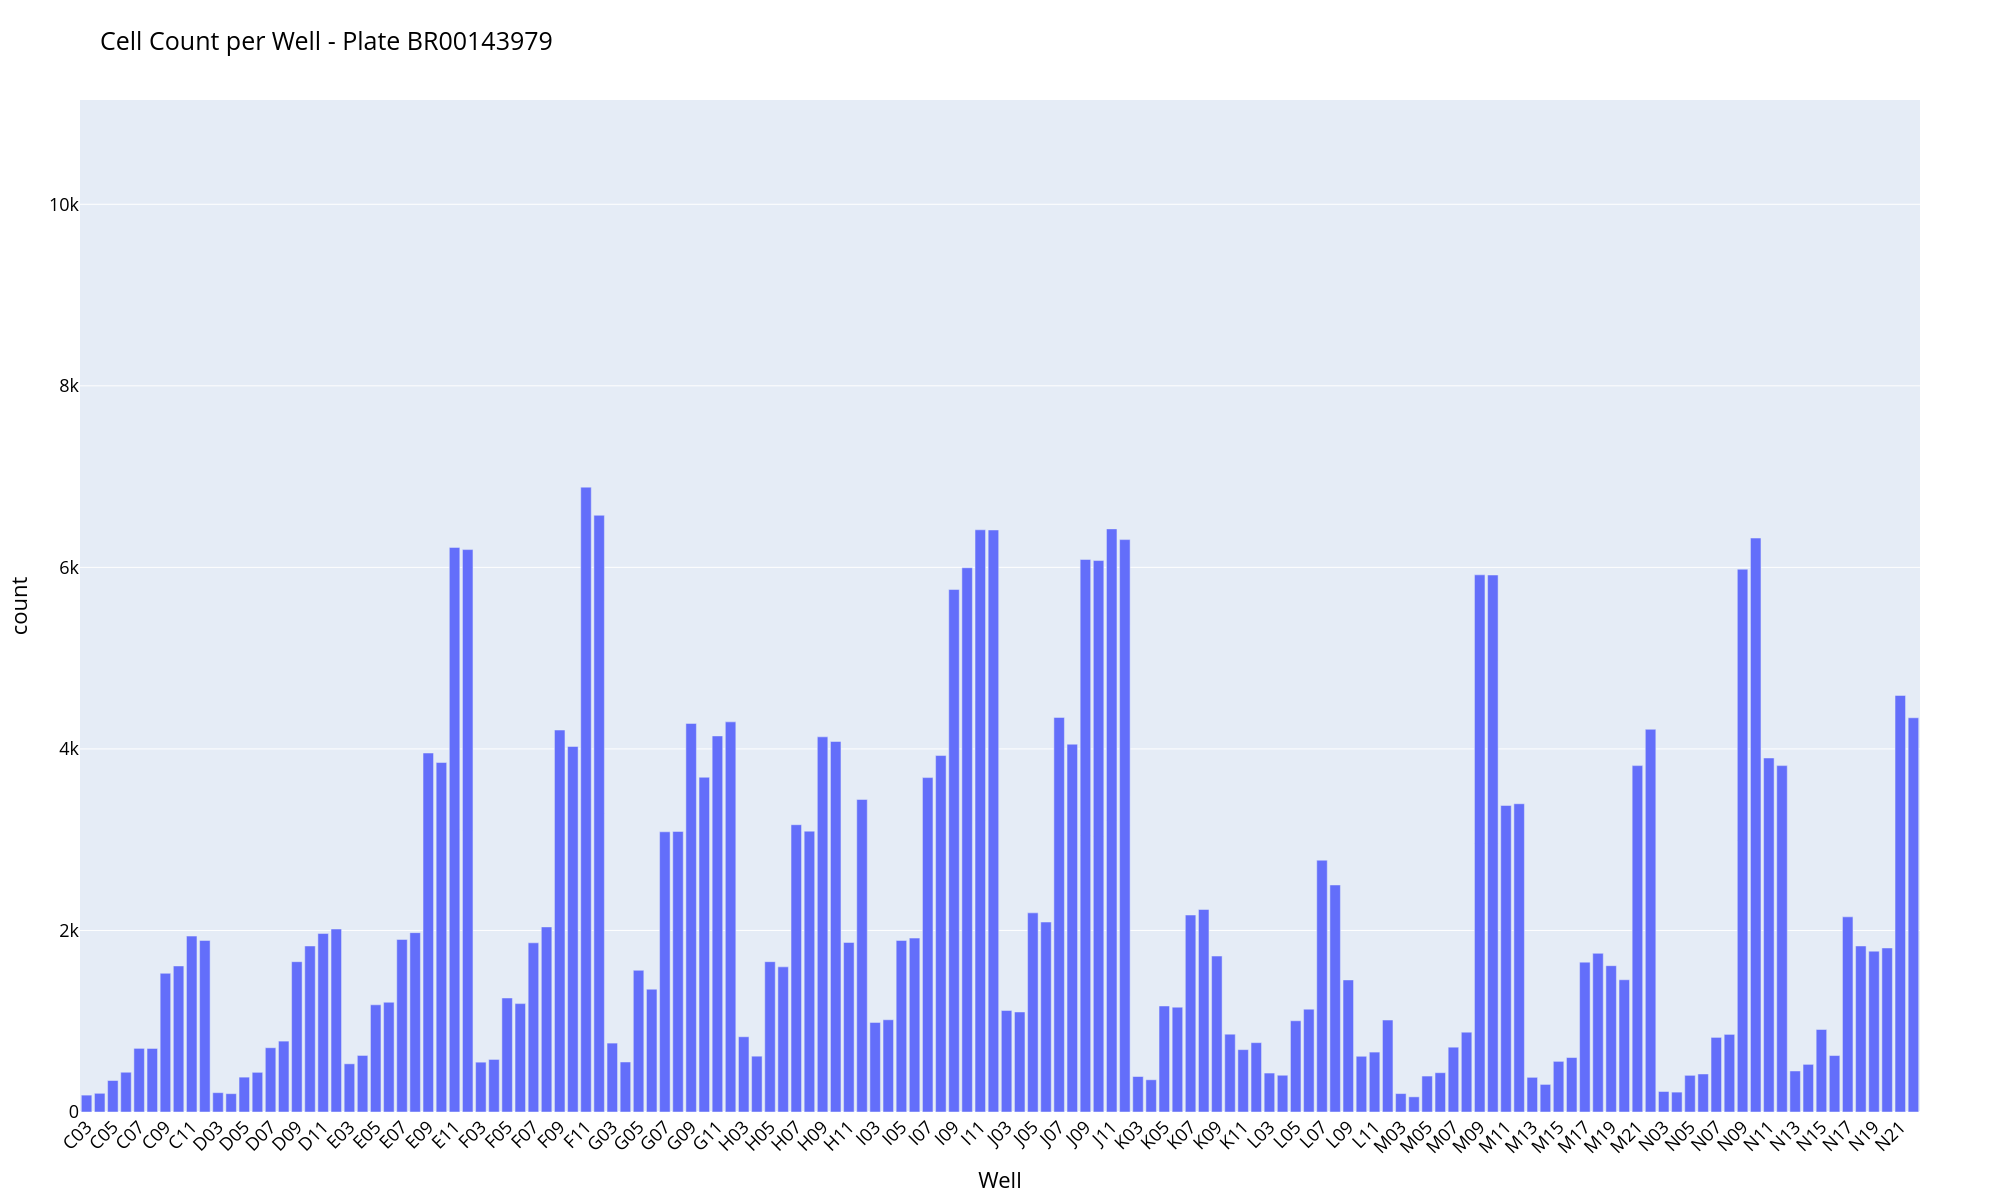 Cell Count per Well - Plate BR00143979
10k
8k
6k
4k
2k
0
count
C03 C05 C07 C09 C11 D03 D05 D07 D09 D11 E03 E05 E07 E09 E11 F03 F05 F07 F09 F11 G03 G05 G07 G09 G11 H03 H05 H07 H09 H11 I03 I05 I07 I09 I11 J03 J05 J07 J09 J11 K03 K05 K07 K09 K11 L03 L05 L07 L09 L11 M03 M05 M07 M09 M11 M13 M15 M17 M19 M21 N03 N05 N07 N09 N11 N13 N15 N17 N19 N21
Well